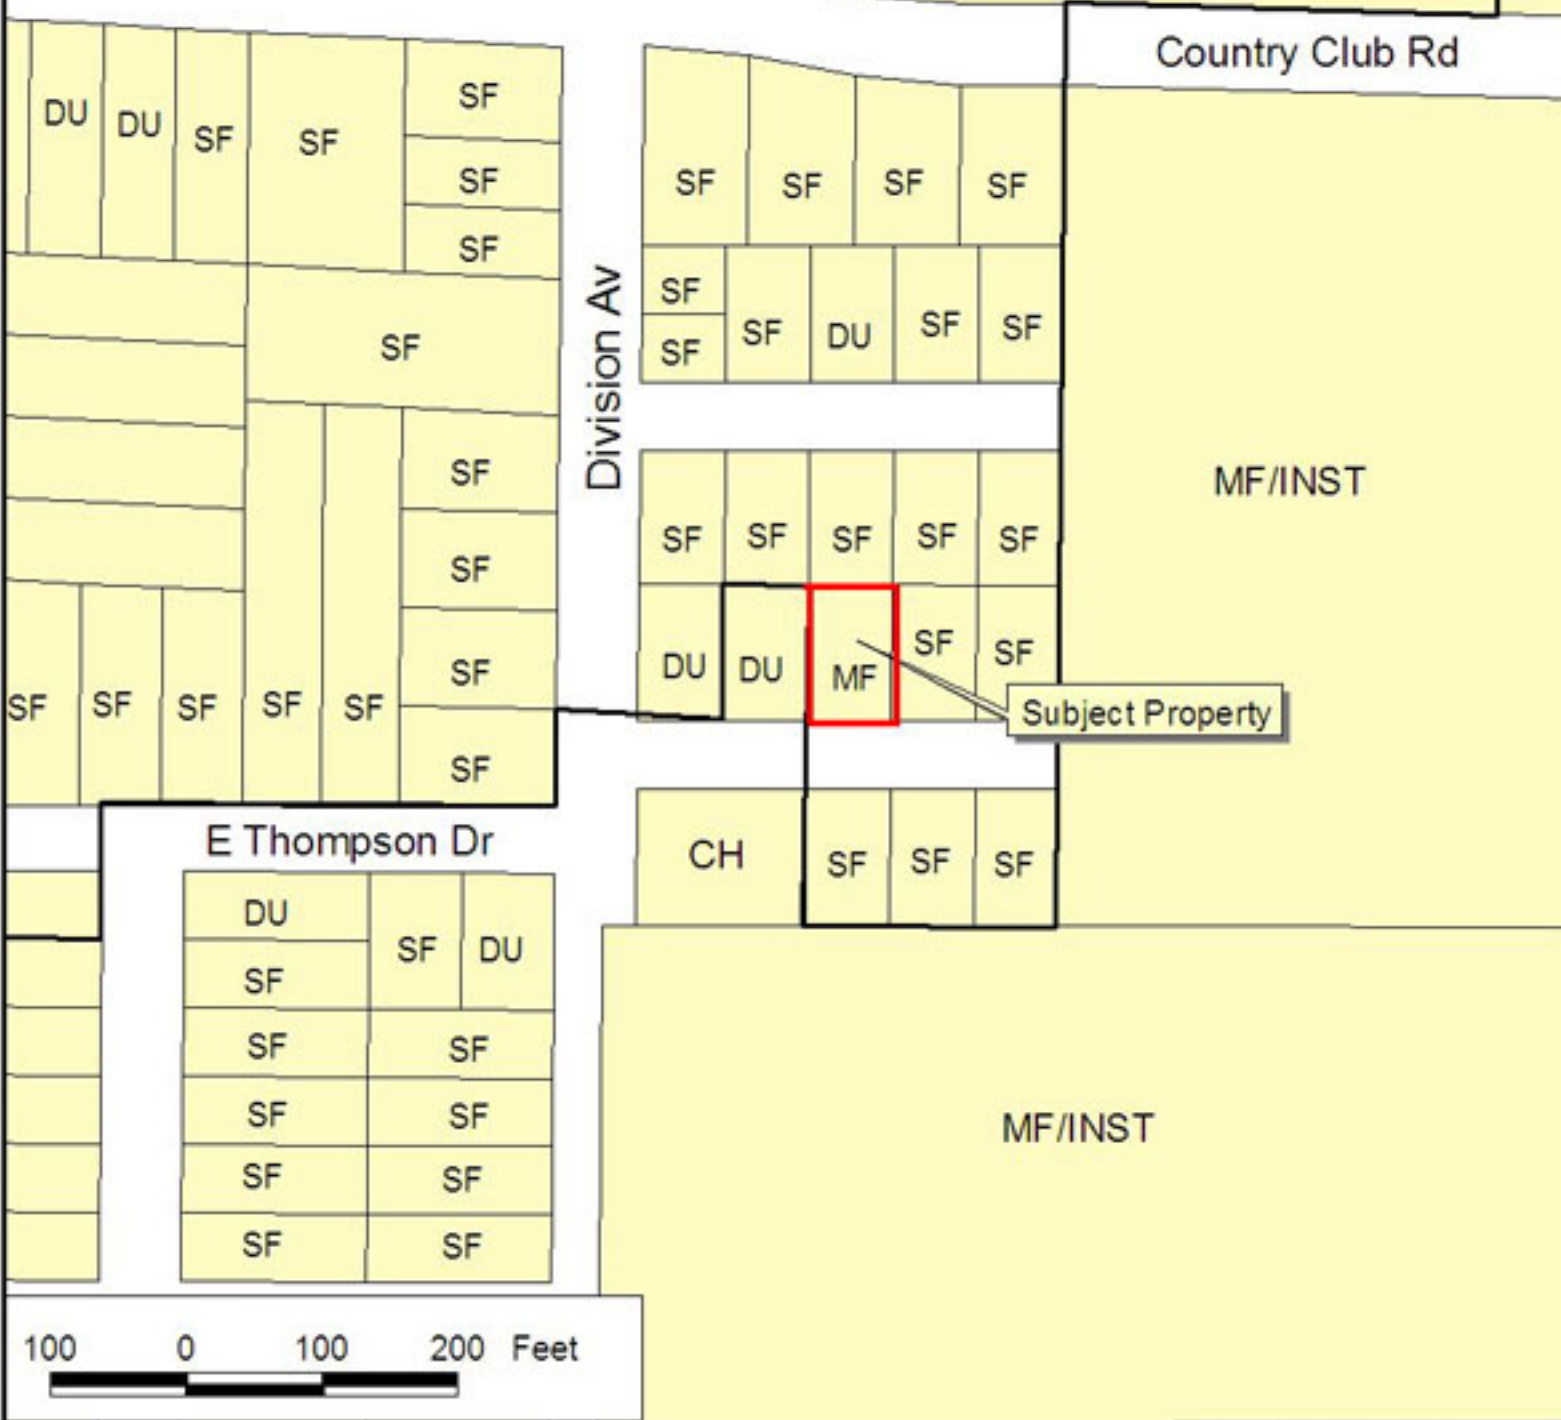 Country Club Rd
DU DU SF SF SF
SF
SF
SF SF SF SF
SF
SF
SF DU SF SF
SF
Division Av
SF
MF/INST
SF
SF SF SF SF SF
SF
SF
DU DU MF SF SF
Subject Property
SF SF SF SF SF
SF
E Thompson Dr
CH SF SF SF
DU
SF DU
SF
SF SF
SF SF
MF/INST
SF SF
SF SF
100 0 100 200 Feet